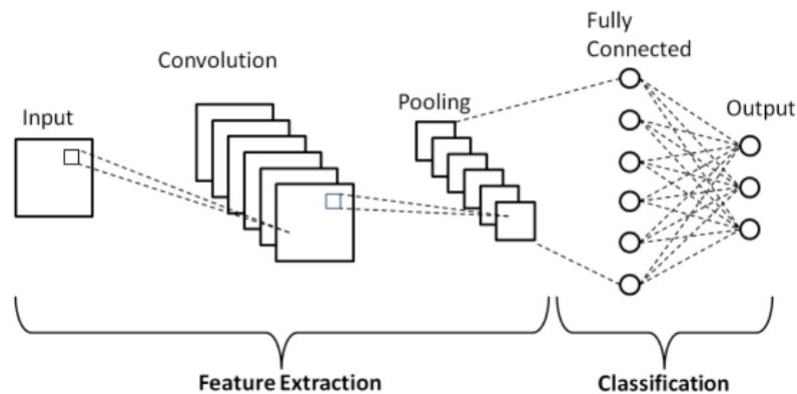 Fully
Connected
Convolution
Pooling
Output
Input
Feature Extraction
Classification